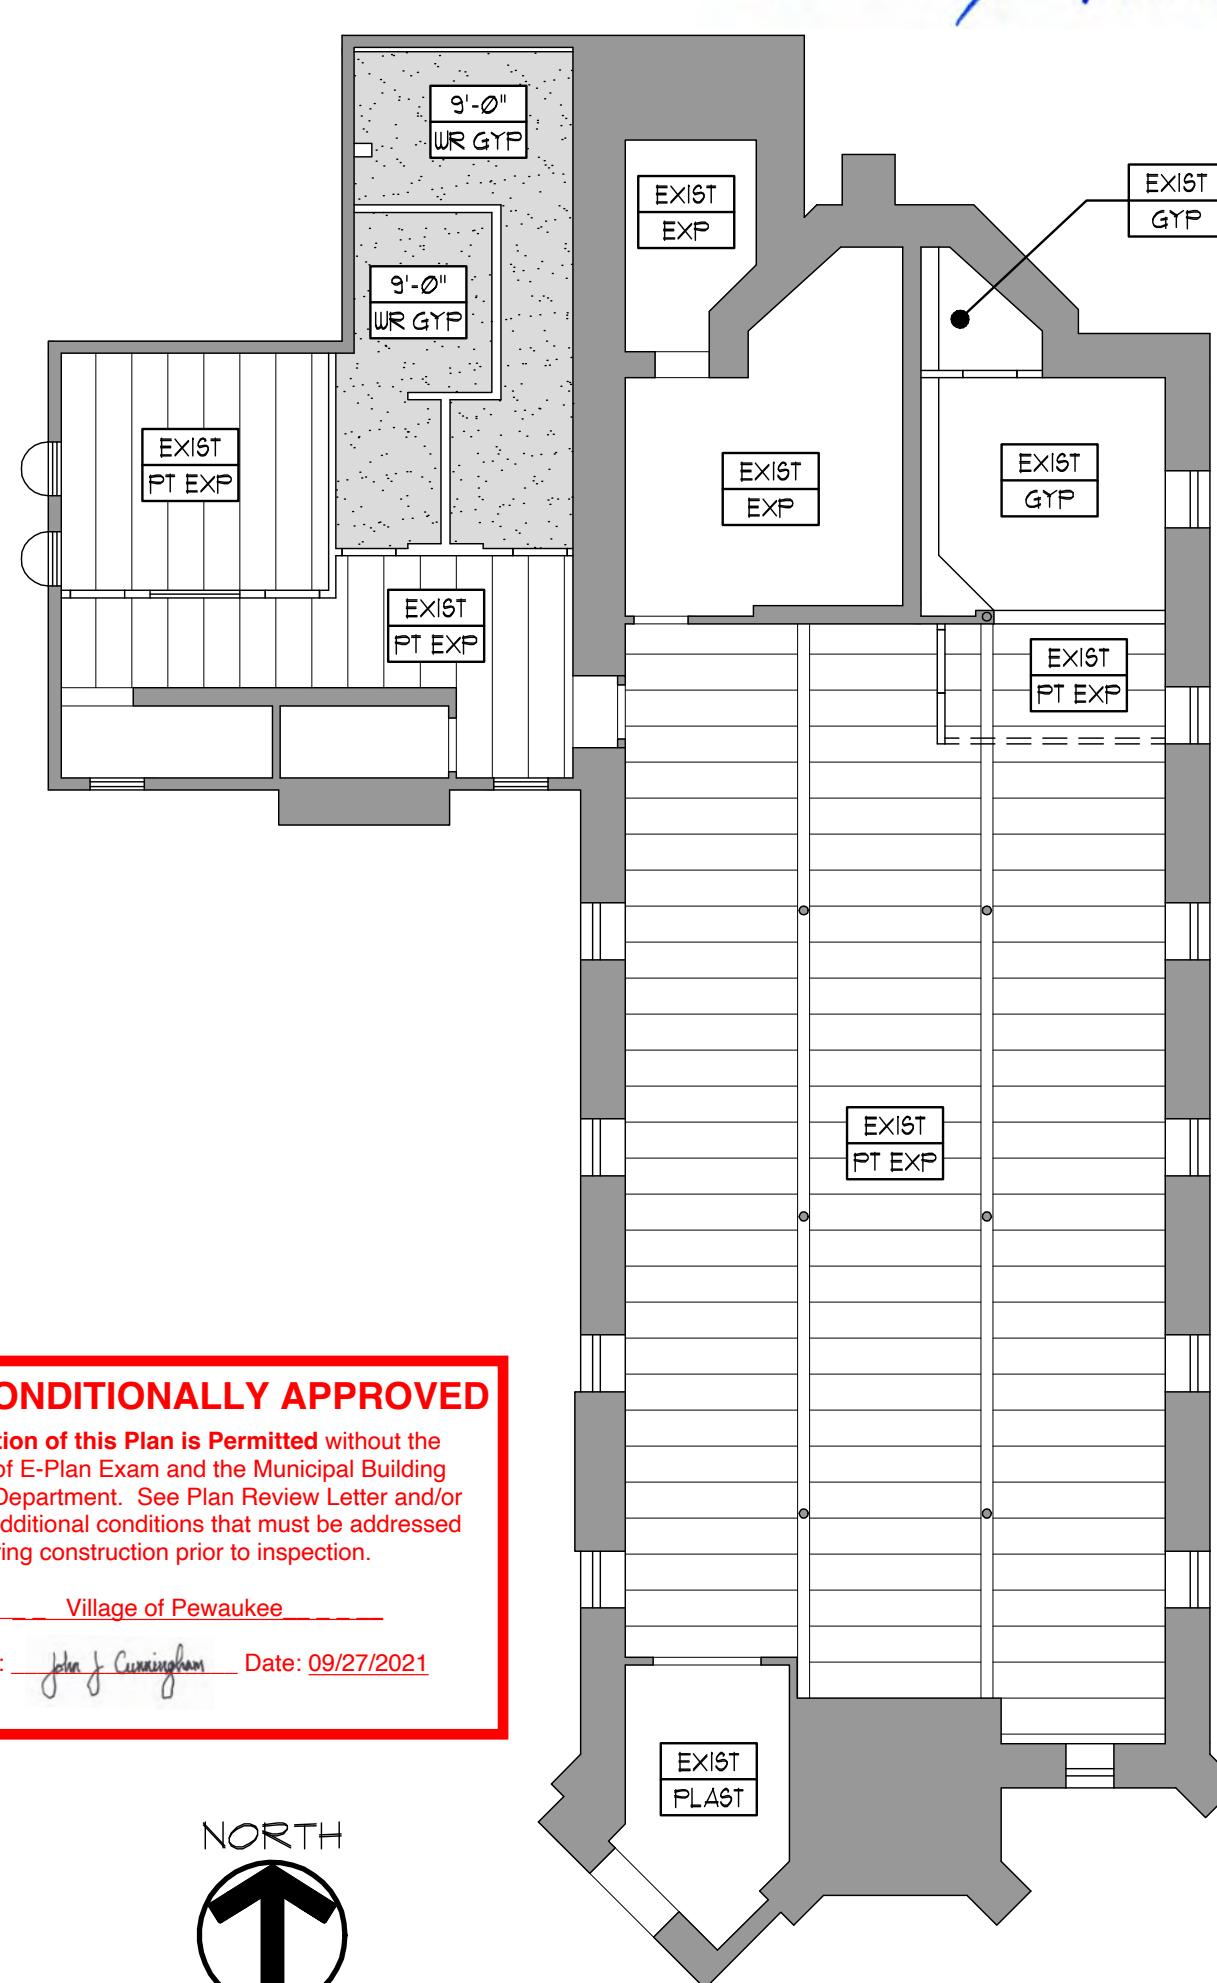 9'-0"
WR GYP
EXIST
EXP
EXIST
GYP
9'-0"
WR GYP
EXIST
PT EXP
EXIST
EXP
EXIST
GYP
EXIST
PT EXP
EXIST
PT EXP
EXIST
PT EXP
ONDITIONALLY APPROVED
tion of this Plan is Permitted without the
of E-Plan Exam and the Municipal Building
Department. See Plan Review Letter and/or
dditional conditions that must be addressed
ring construction prior to inspection.
Village of Pewaukee
: John J Cunningham Date: 09/27/2021
EXIST
PLAST
NORTH